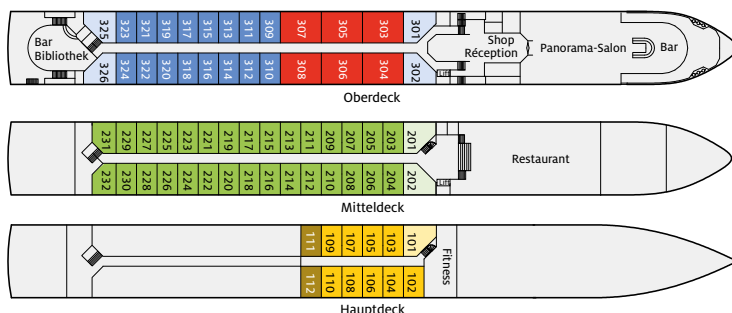 325 323 321 319 317 315 311 309 307 305 303 301
Bar
Bibliothek
Shop
Réception
Panorama-Salon
Bar
326 324 322 320 318 316 314 312 310 308 306 304 302
Lift
Oberdeck
231 229 227 225 223 221 219 217 215 213 211 209 207 205 203 201
Restaurant
232 230 228 226 224 222 220 218 216 214 212 210 208 206 204 202
Lift
Mitteldeck
111 109 107 105 103 101
Fitness
112 110 108 106 104 102
Hauptdeck